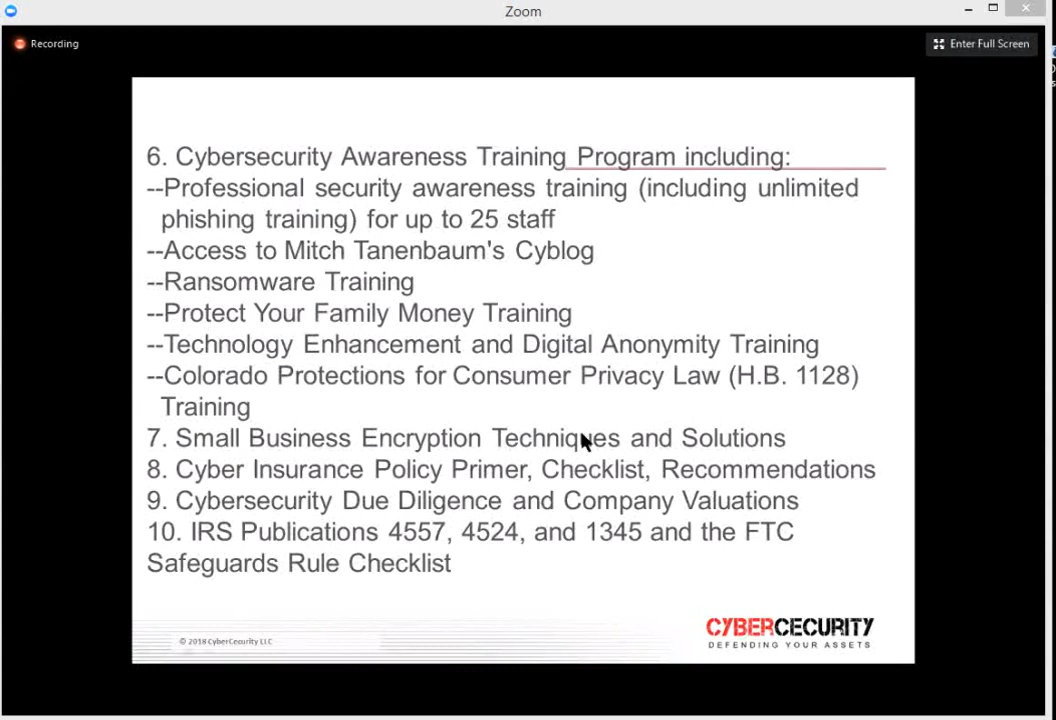 Zoom
Recording
Enter Full Screen
6. Cybersecurity Awareness Training Program including:
--Professional security awareness training (including unlimited
phishing training) for up to 25 staff
--Access to Mitch Tanenbaum's Cyblog
--Ransomware Training
--Protect Your Family Money Training
--Technology Enhancement and Digital Anonymity Training
--Colorado Protections for Consumer Privacy Law (H.B. 1128)
Training
7. Small Business Encryption Techniques and Solutions
8. Cyber Insurance Policy Primer, Checklist, Recommendations
9. Cybersecurity Due Diligence and Company Valuations
10. IRS Publications 4557, 4524, and 1345 and the FTC
Safeguards Rule Checklist
© 2018 CyberCecurity LLC
CYBERCECURITY
DEFENDING YOUR ASSETS